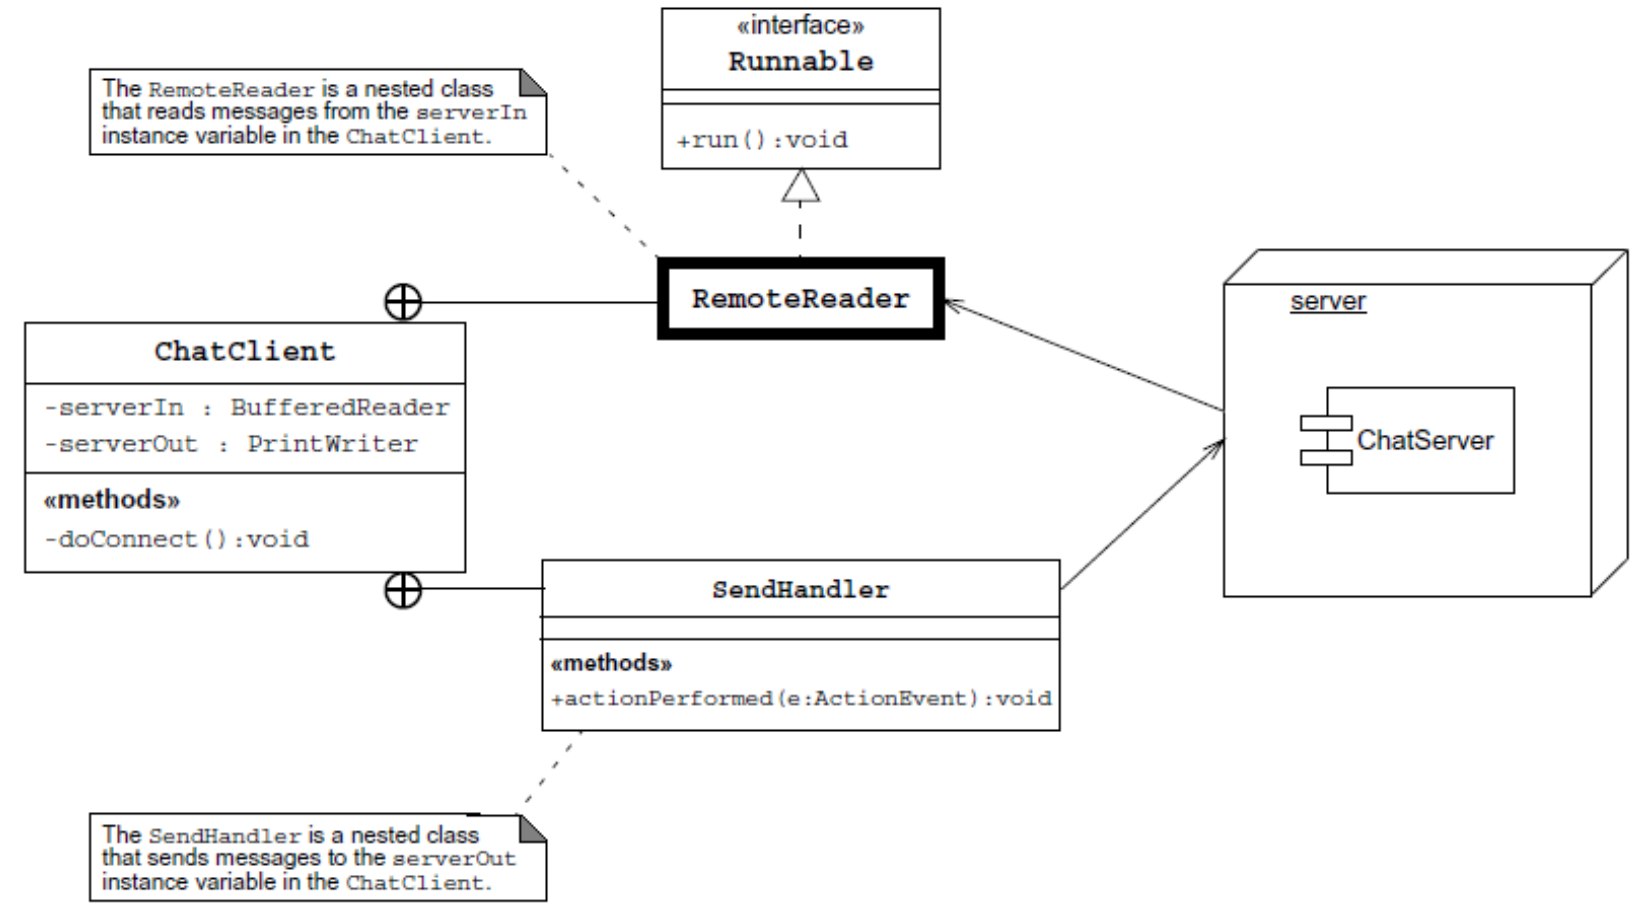 «interface»
Runnable
+run():void
The RemoteReader is a nested class
that reads messages from the serverIn
instance variable in the ChatClient.
RemoteReader
server
ChatServer
ChatClient
-serverIn : BufferedReader
-serverOut : PrintWriter
«methods»
-doConnect():void
SendHandler
«methods»
+actionPerformed(e:ActionEvent):void
The SendHandler is a nested class
that sends messages to the serverOut
instance variable in the ChatClient.